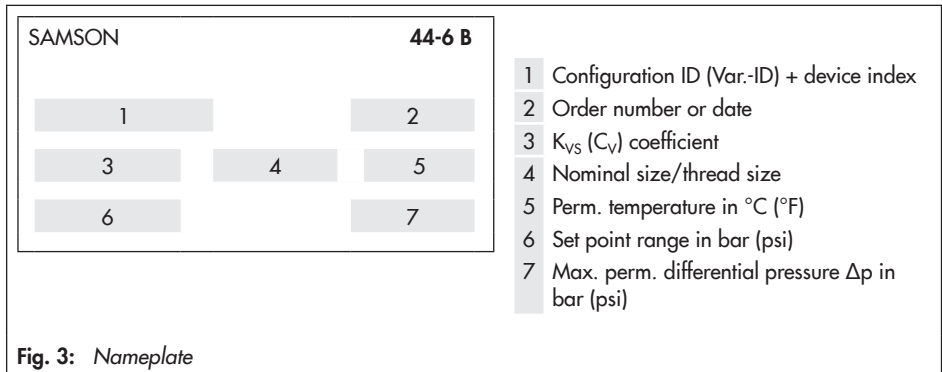 SAMSON 44-6 B
1 2
3 4 5
6 7
1 Configuration ID (Var.-ID) + device index
2 Order number or date
3 KVS (CV) coefficient
4 Nominal size/thread size
5 Perm. temperature in °C (°F)
6 Set point range in bar (psi)
7 Max. perm. differential pressure Δp in
bar (psi)
Fig. 3: Nameplate